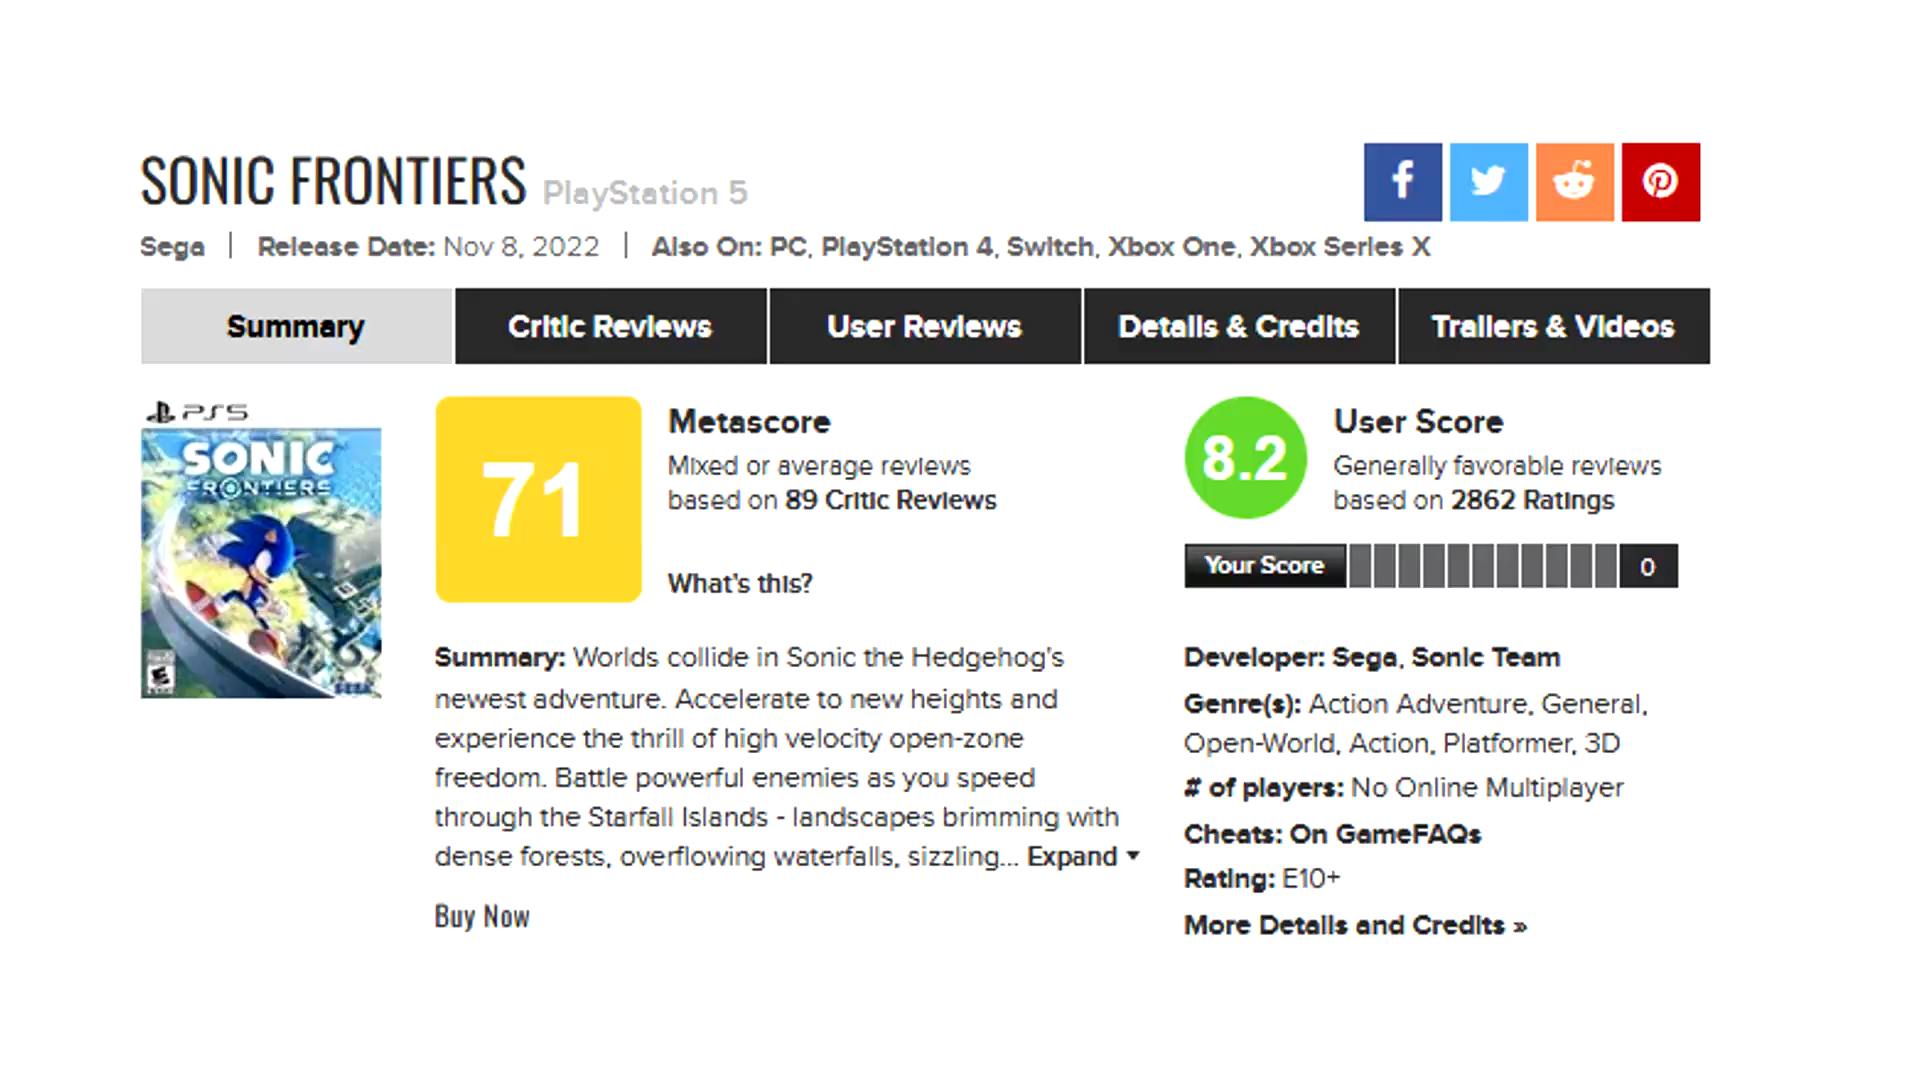 SONIC FRONTIERS PlayStation 5
Sega | Release Date: Nov 8, 2022 | Also On: PC, PlayStation 4, Switch, Xbox One, Xbox Series X
Summary
Critic Reviews
User Reviews
Details & Credits
Trailers & Videos
PS5
SONIC
FRONTIERS
E
SEGA
71
Metascore
Mixed or average reviews
based on 89 Critic Reviews
What's this?
Summary: Worlds collide in Sonic the Hedgehog's
newest adventure. Accelerate to new heights and
experience the thrill of high velocity open-zone
freedom. Battle powerful enemies as you speed
through the Starfall Islands - landscapes brimming with
dense forests, overflowing waterfalls, sizzling... Expand
Buy Now
8.2
User Score
Generally favorable reviews
based on 2862 Ratings
Your Score 0
Developer: Sega, Sonic Team
Genre(s): Action Adventure, General,
Open-World, Action, Platformer, 3D
# of players: No Online Multiplayer
Cheats: On GameFAQs
Rating: E10+
More Details and Credits »